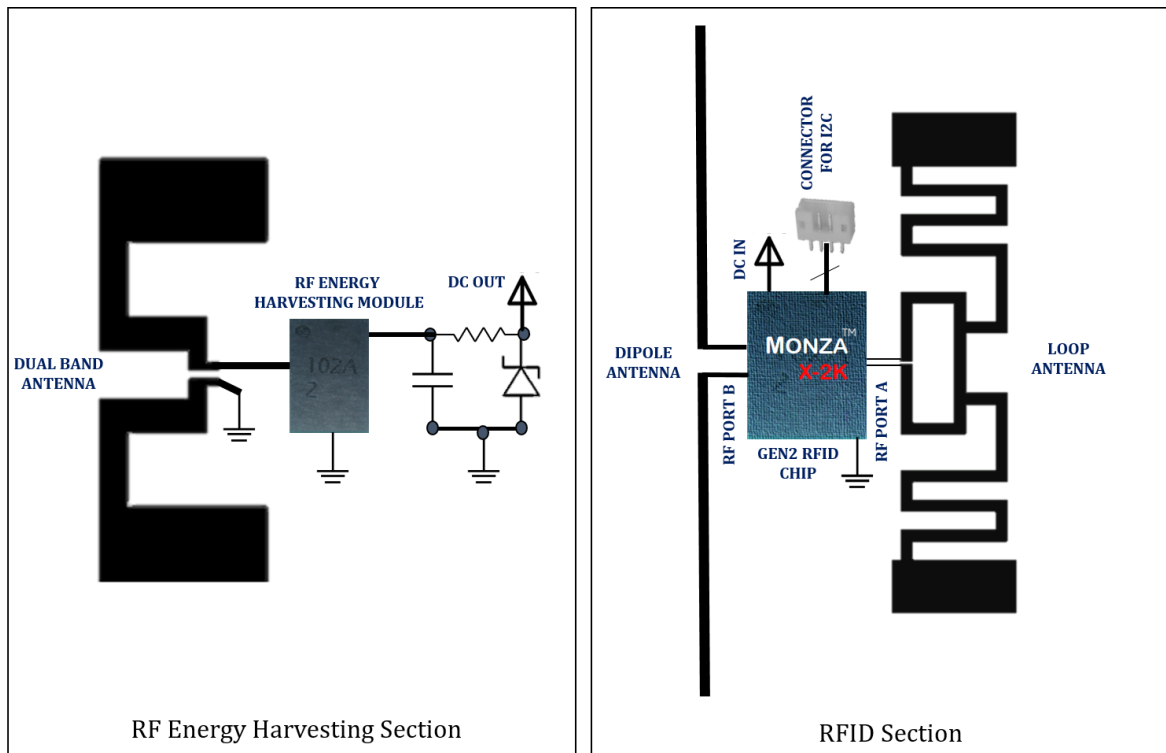 DUAL BAND
ANTENNA
RF ENERGY
HARVESTING MODULE
102A
2
DC OUT
RF Energy Harvesting Section
CONNECTOR
FOR I2C
DC IN
DIPOLE
ANTENNA
RF PORT B
MONZA™
X-2K
RF PORT A
GEN2 RFID
CHIP
LOOP
ANTENNA
RFID Section